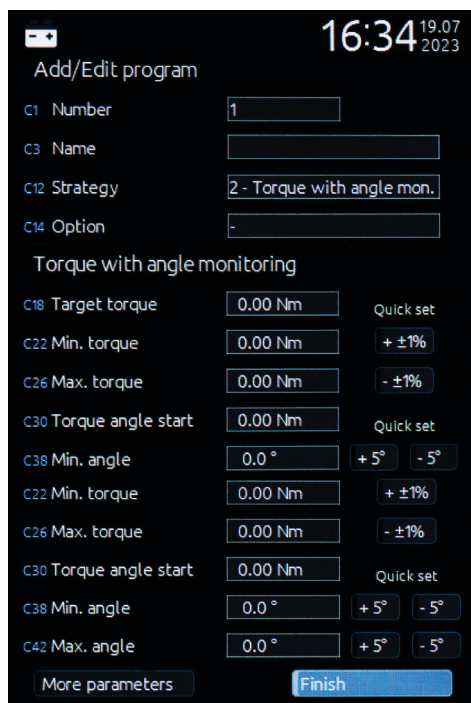 16:34 19.07
2023
Add/Edit program
C1 Number 1
C3 Name
C12 Strategy 2 - Torque with angle mon.
C14 Option -
Torque with angle monitoring
C18 Target torque 0.00 Nm Quick set
C22 Min. torque 0.00 Nm + ±1%
C26 Max. torque 0.00 Nm - ±1%
C30 Torque angle start 0.00 Nm Quick set
C38 Min. angle 0.0 ° + 5° - 5°
C22 Min. torque 0.00 Nm + ±1%
C26 Max. torque 0.00 Nm - ±1%
C30 Torque angle start 0.00 Nm Quick set
C38 Min. angle 0.0 ° + 5° - 5°
C42 Max. angle 0.0 ° + 5° - 5°
More parameters Finish